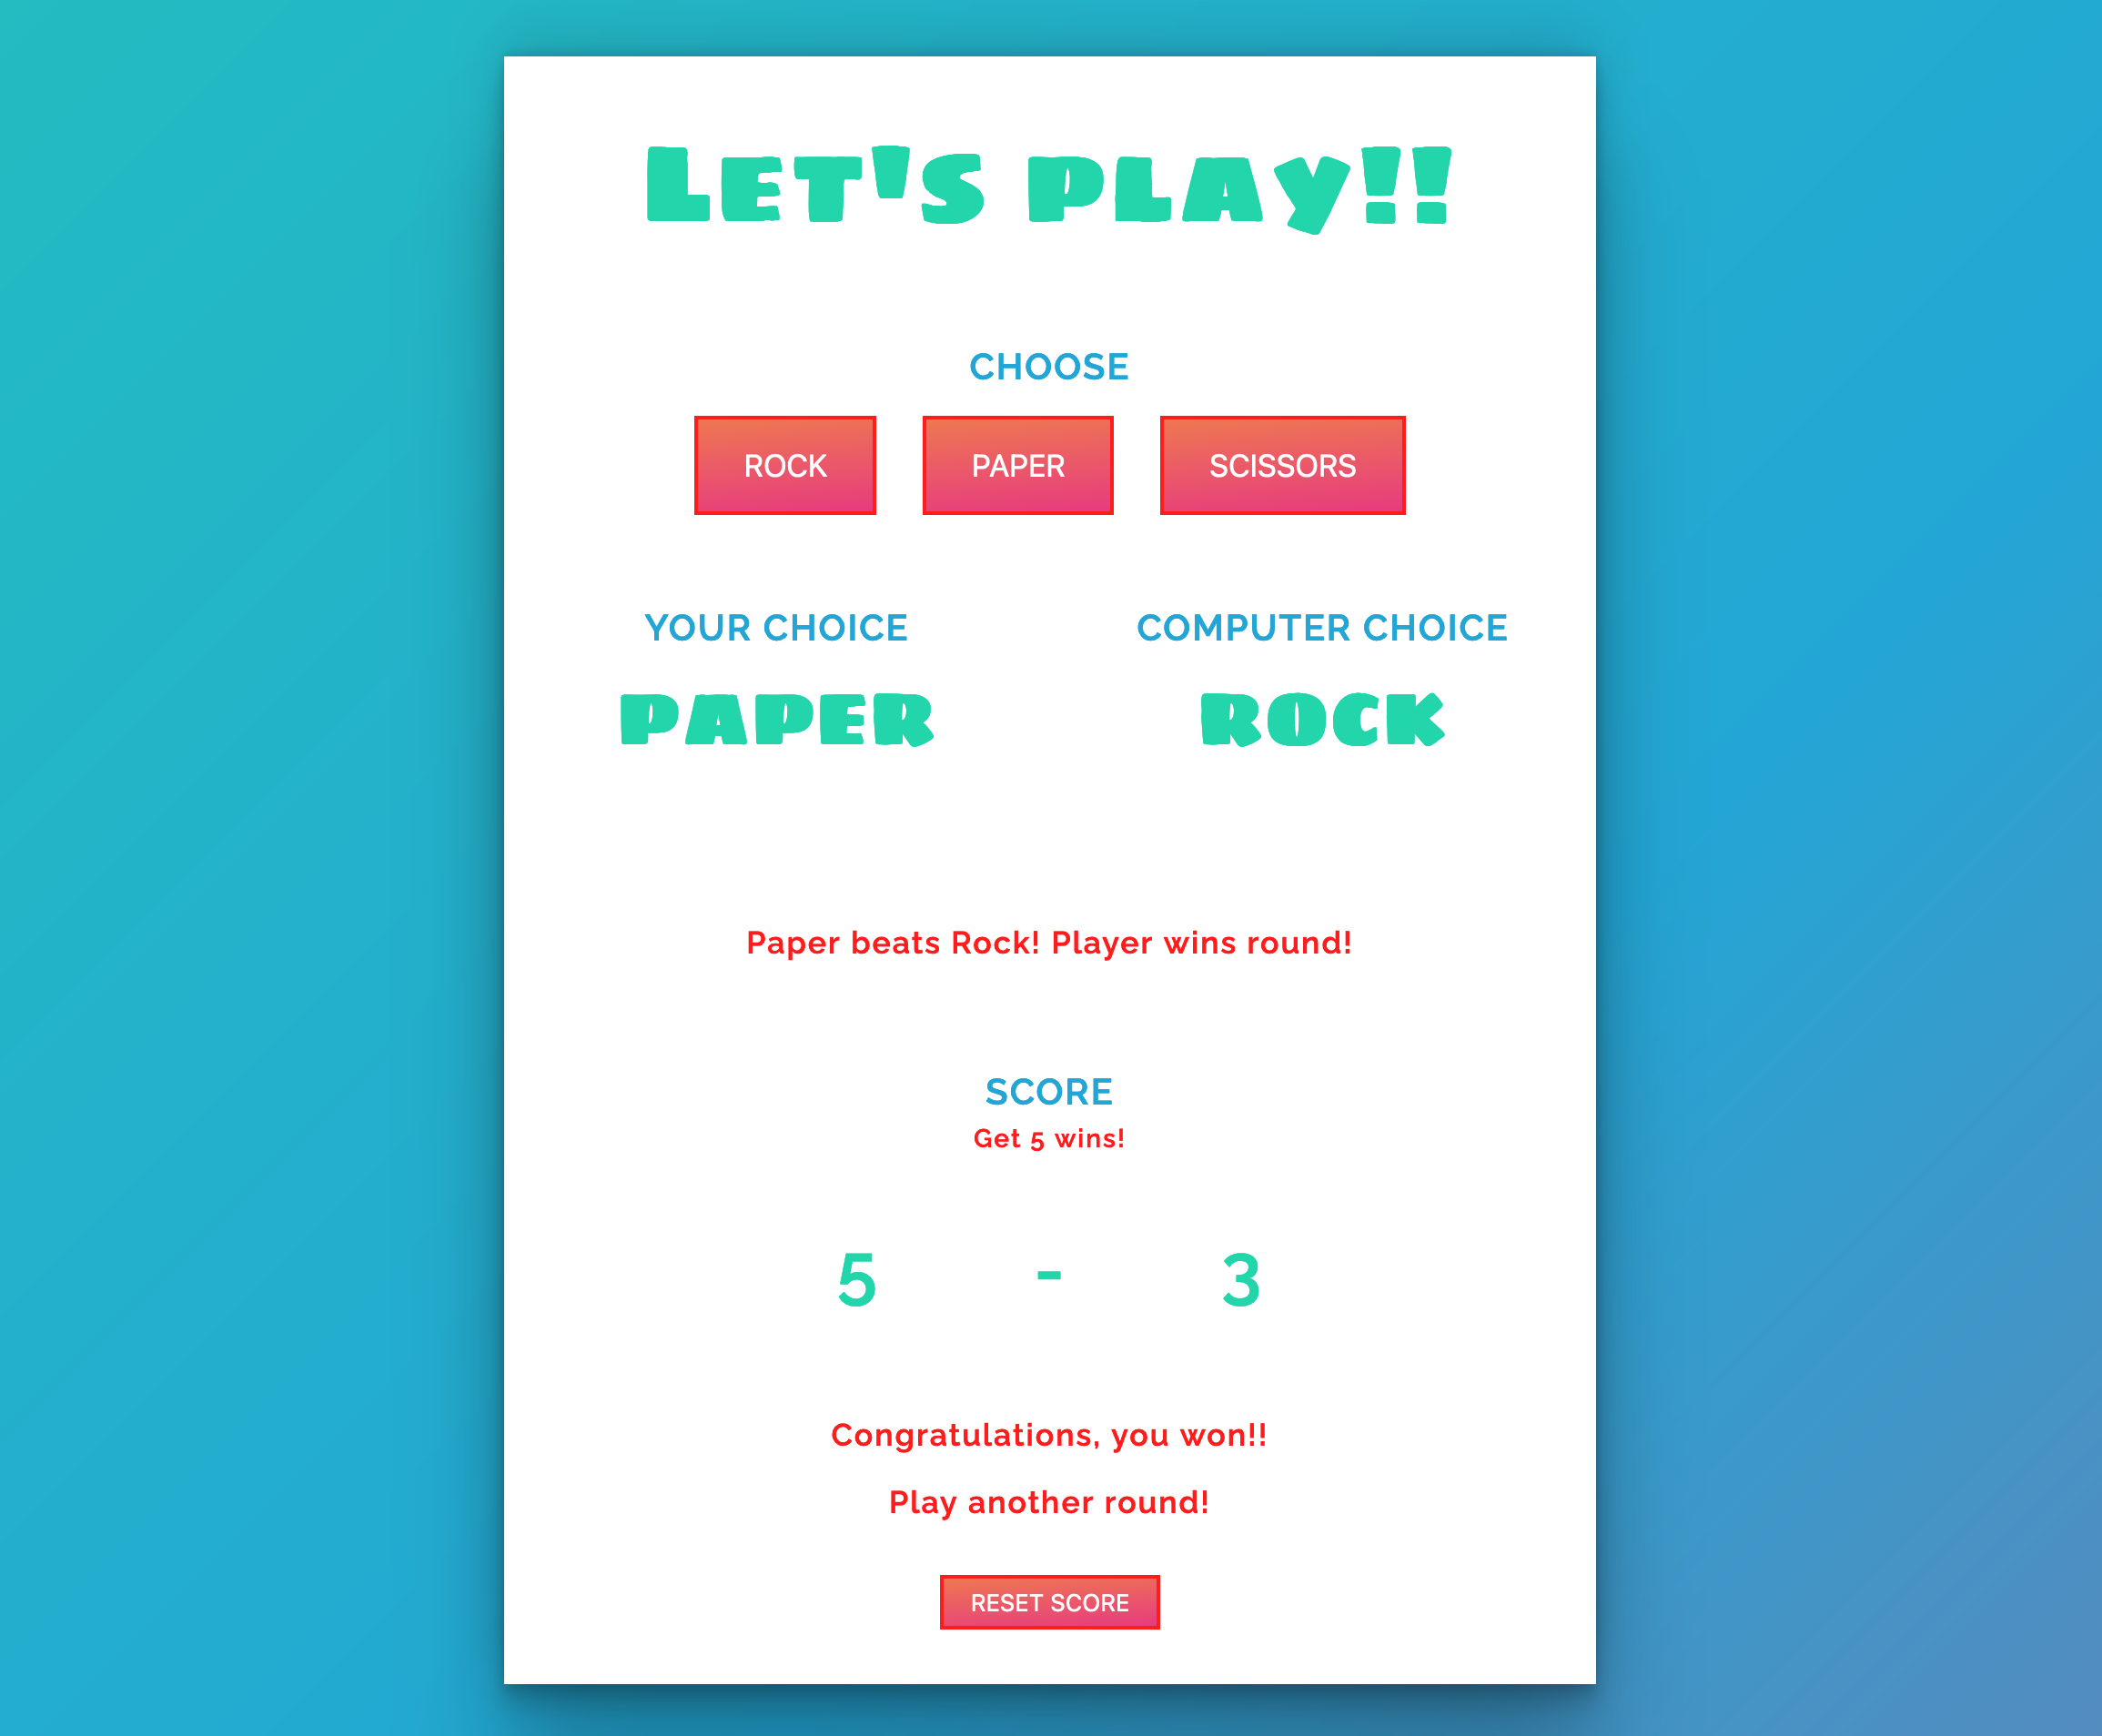 Let's play!!
CHOOSE
ROCK PAPER SCISSORS
YOUR CHOICE COMPUTER CHOICE
PAPER ROCK
Paper beats Rock! Player wins round!
SCORE
Get 5 wins!
5 - 3
Congratulations, you won!!
Play another round!
RESET SCORE